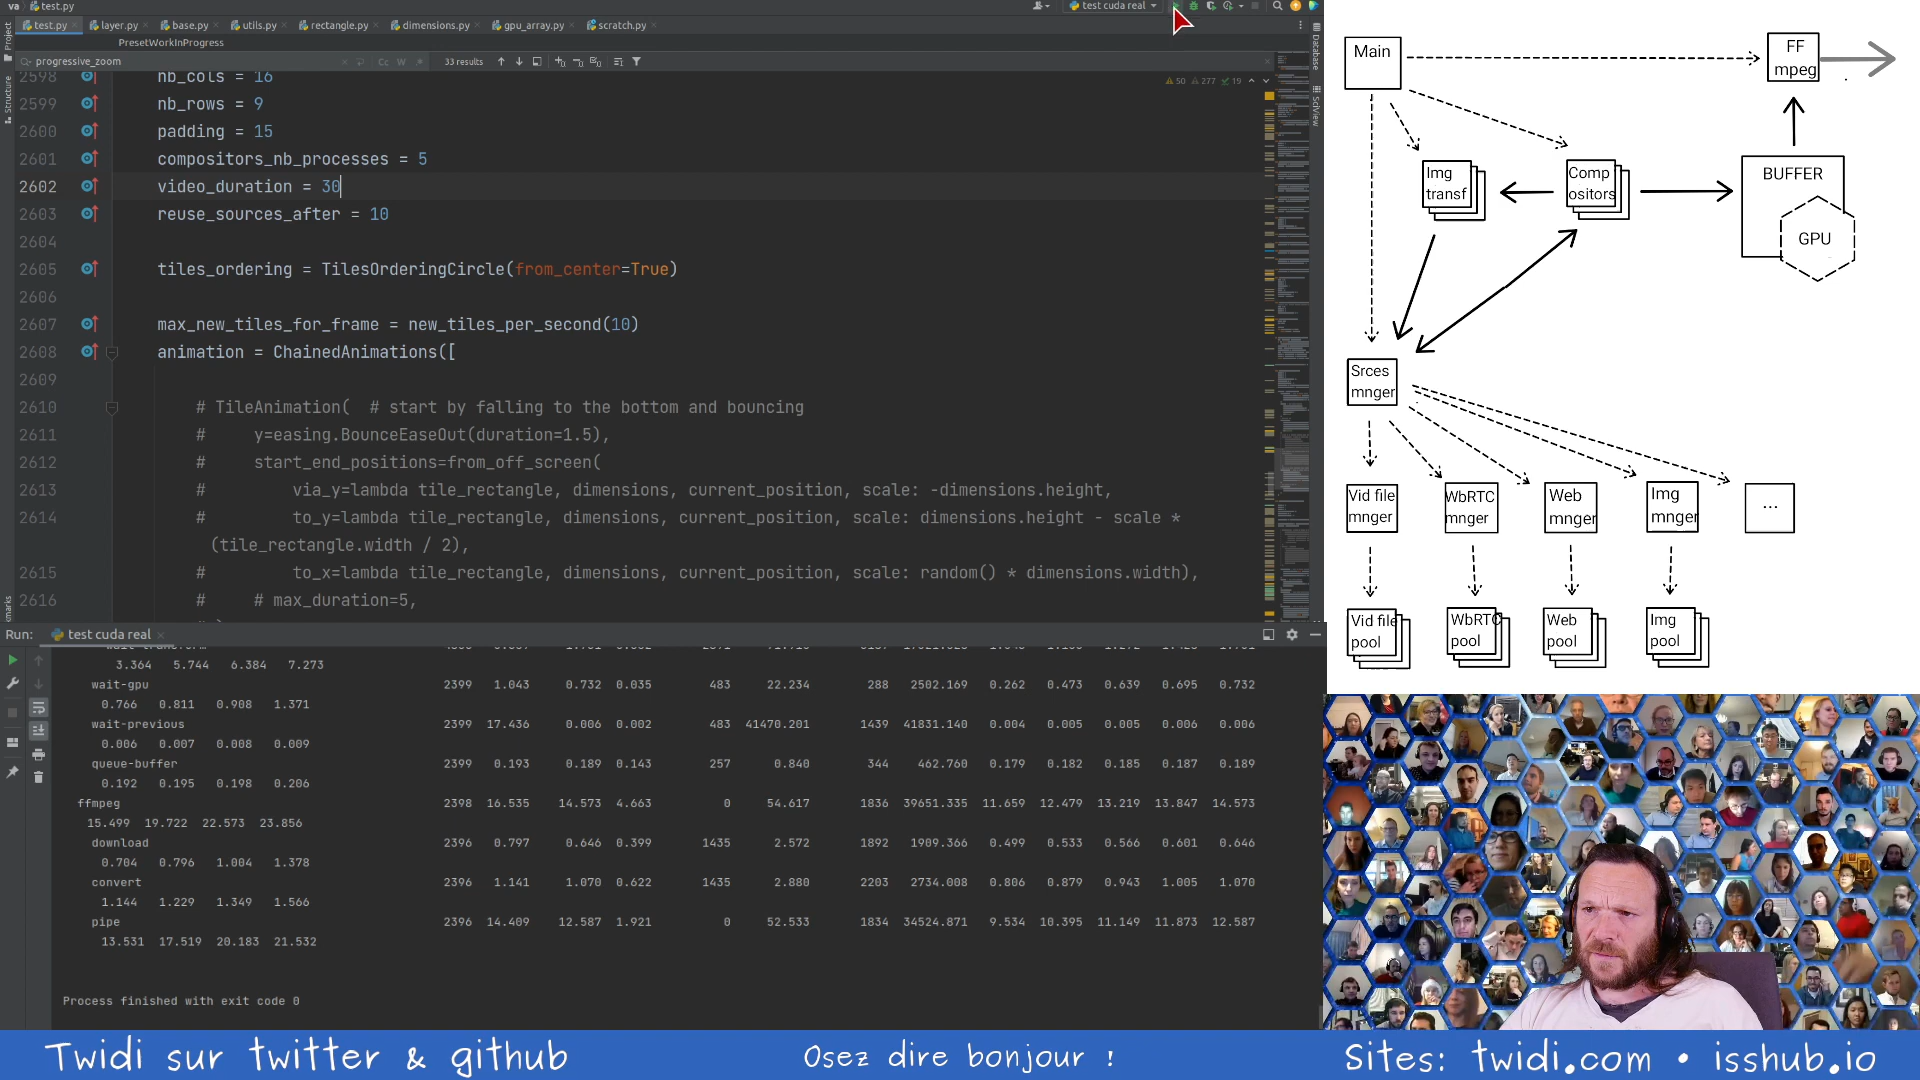 va
test.py
test cuda real
test.py
layer.py
base.py
utils.py
rectangle.py
dimensions.py
gpu_array.py
scratch.py
PresetWorkInProgress
progressive_zoom
Cc W
33 results
50 277 19
Project
Structure
Database
SciView
2598 nb_cols = 16
2599 nb_rows = 9
2600 padding = 15
2601 compositors_nb_processes = 5
2602 video_duration = 30
2603 reuse_sources_after = 10
2604
2605 tiles_ordering = TilesOrderingCircle(from_center=True)
2606
2607 max_new_tiles_for_frame = new_tiles_per_second(10)
2608 animation = ChainedAnimations([
2609
2610 # TileAnimation(  # start by falling to the bottom and bouncing
2611 #     y=easing.BounceEaseOut(duration=1.5),
2612 #     start_end_positions=from_off_screen(
2613 #         via_y=lambda tile_rectangle, dimensions, current_position, scale: -dimensions.height,
2614 #         to_y=lambda tile_rectangle, dimensions, current_position, scale: dimensions.height - scale *
(tile_rectangle.width / 2),
2615 #         to_x=lambda tile_rectangle, dimensions, current_position, scale: random() * dimensions.width),
2616 #     # max_duration=5,
Run:
test cuda real
3.364 5.744 6.384 7.273
wait-gpu 2399 1.043 0.732 0.035 483 22.234 288 2502.169 0.262 0.473 0.639 0.695 0.732
0.766 0.811 0.908 1.371
wait-previous 2399 17.436 0.006 0.002 483 41470.201 1439 41831.140 0.004 0.005 0.005 0.006 0.006
0.006 0.007 0.008 0.009
queue-buffer 2399 0.193 0.189 0.143 257 0.840 344 462.760 0.179 0.182 0.185 0.187 0.189
0.192 0.195 0.198 0.206
ffmpeg 2398 16.535 14.573 4.663 0 54.617 1836 39651.335 11.659 12.479 13.219 13.847 14.573
15.499 19.722 22.573 23.856
download 2396 0.797 0.646 0.399 1435 2.572 1892 1909.366 0.499 0.533 0.566 0.601 0.646
0.704 0.796 1.004 1.378
convert 2396 1.141 1.070 0.622 1435 2.880 2203 2734.008 0.806 0.879 0.943 1.005 1.070
1.144 1.229 1.349 1.566
pipe 2396 14.409 12.587 1.921 0 52.533 1834 34524.871 9.534 10.395 11.149 11.873 12.587
13.531 17.519 20.183 21.532
Process finished with exit code 0
Main
FF
mpeg
Img
transf
Comp
ositors
BUFFER
GPU
Srces
mnger
Vid file
mnger
WbRTC
mnger
Web
mnger
Img
mnger
...
Vid file
pool
WbRTC
pool
Web
pool
Img
pool
Twidi sur twitter & github
Osez dire bonjour !
Sites: twidi.com • isshub.io